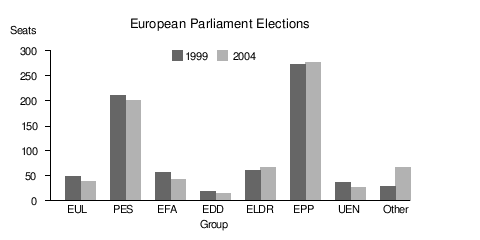 European Parliament Elections
Seats
1999 2004
300
250
200
150
100
50
0
EUL PES EFA EDD ELDR EPP UEN Other
Group